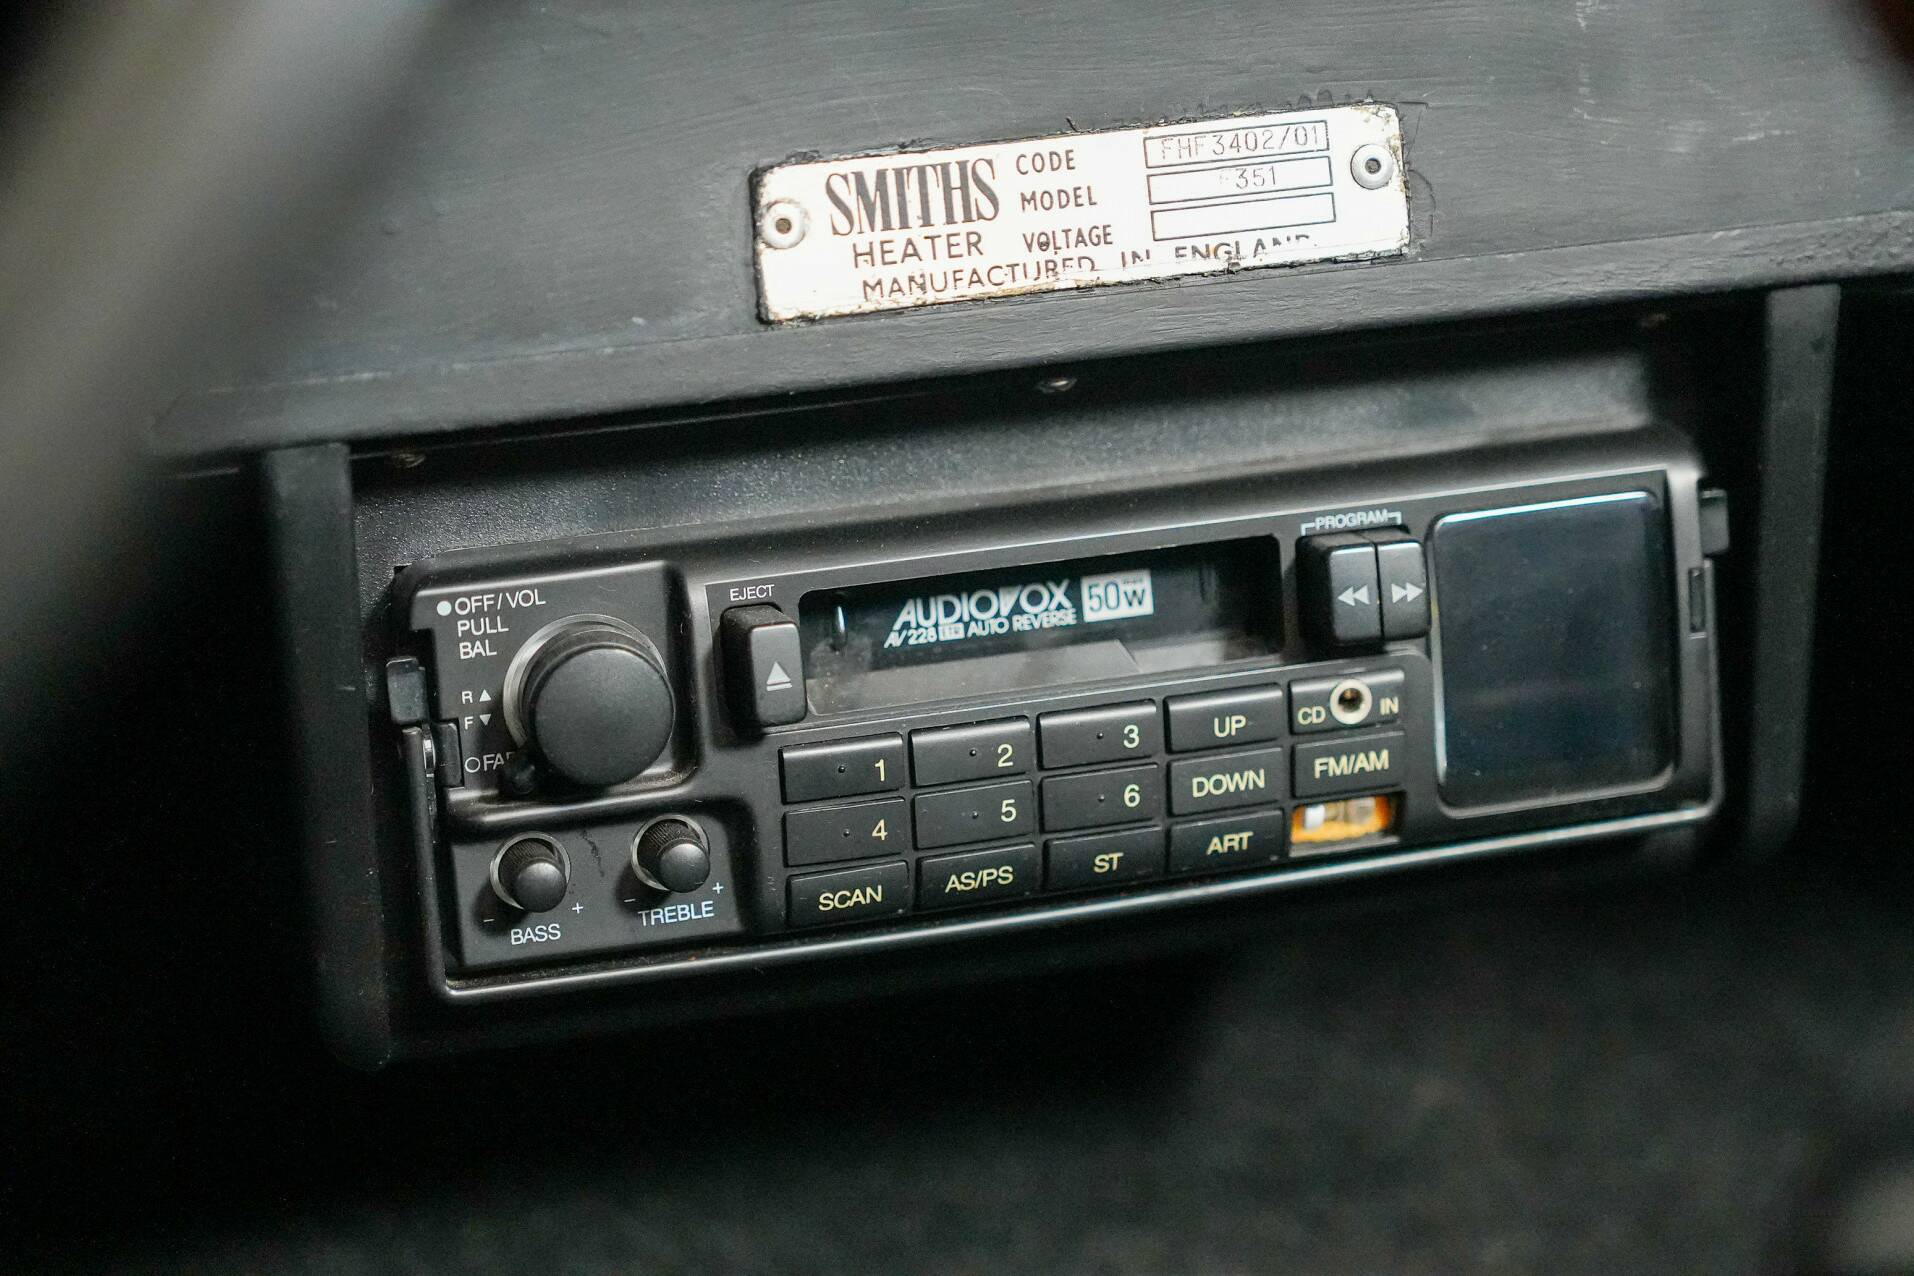 SMITHS
HEATER
CODE FHF3402/01
MODEL F351
VOLTAGE
MANUFACTURED IN ENGLAND
PROGRAM
EJECT
OFF/VOL
PULL
BAL
R
F
AUDIOVOX 50W
AV228 AUTO REVERSE
1 2 3 UP CD IN
4 5 6 DOWN FM/AM
SCAN AS/PS ST ART
- +
BASS
- +
TREBLE